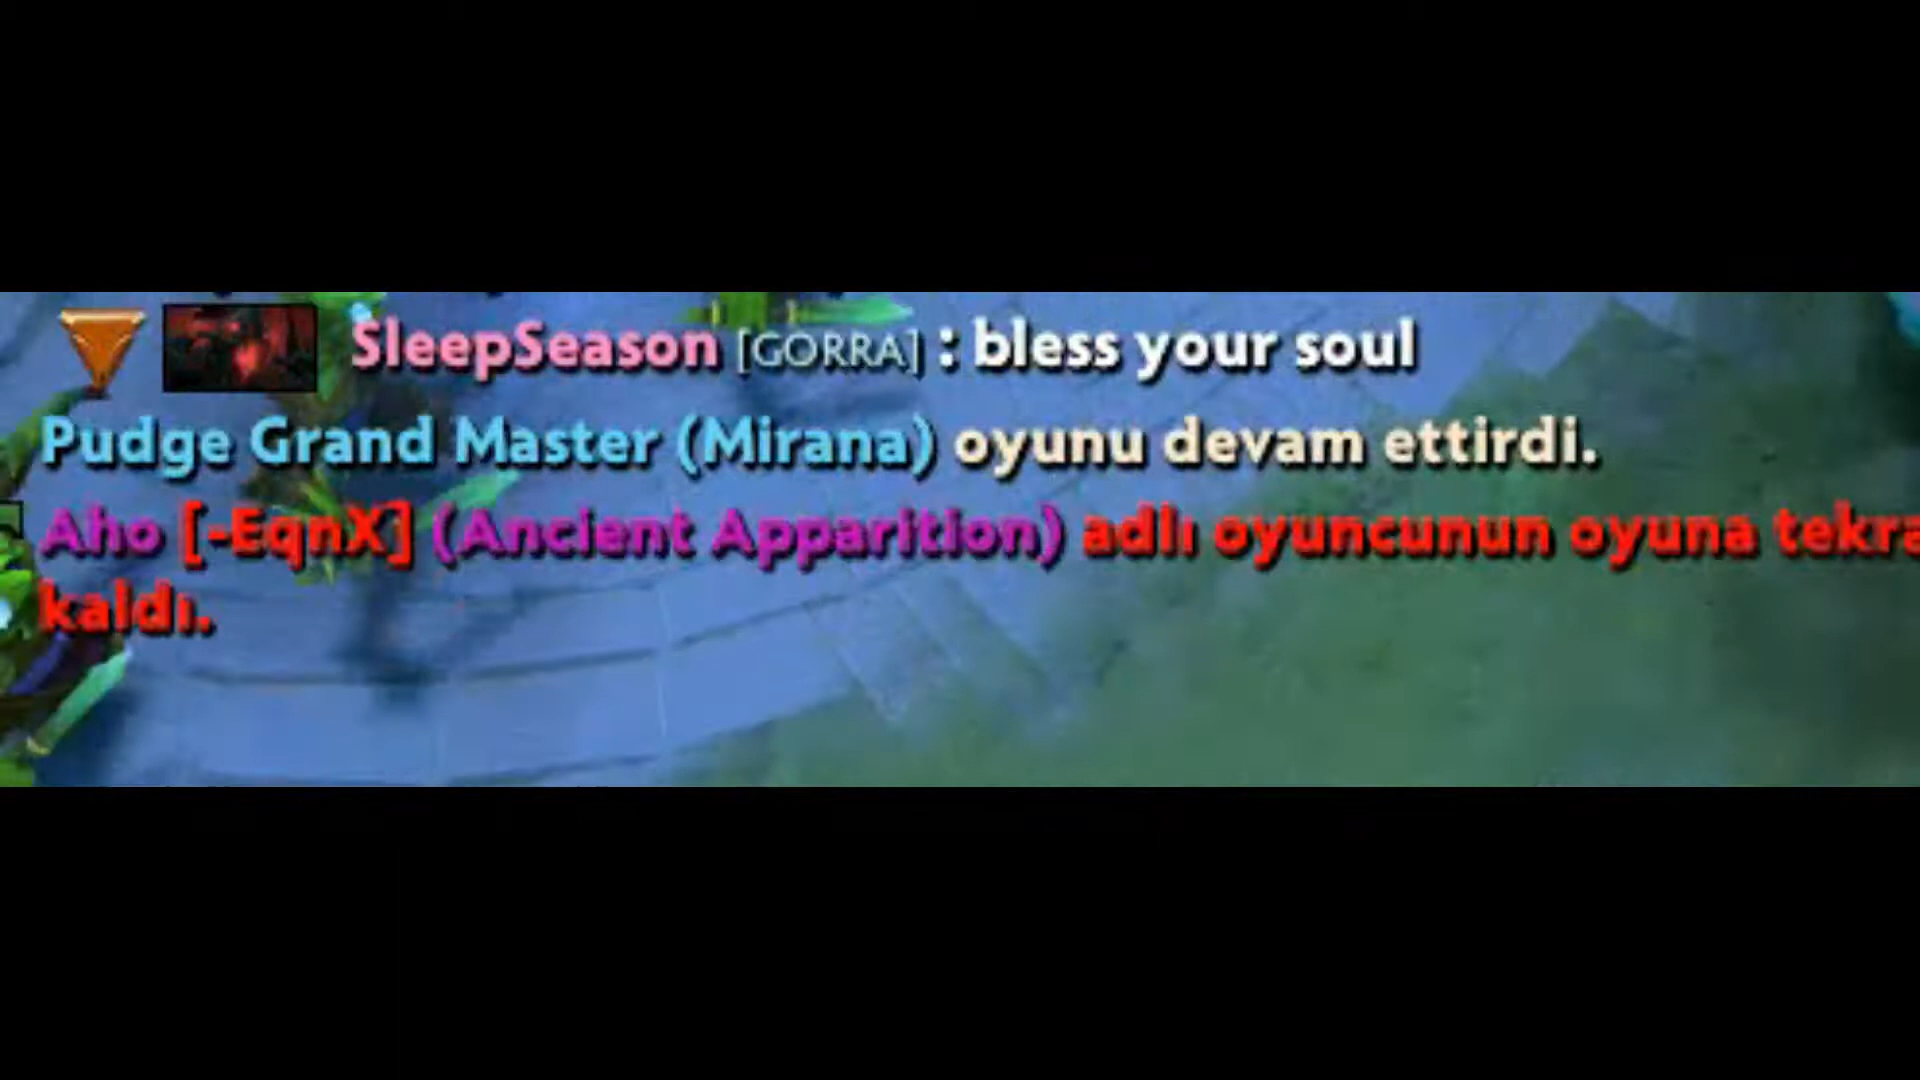 SleepSeason [GORRA] : bless your soul
Pudge Grand Master (Mirana) oyunu devam ettirdi.
Aho [-EqnX] (Ancient Apparition) adlı oyuncunun oyuna tekra
kaldı.